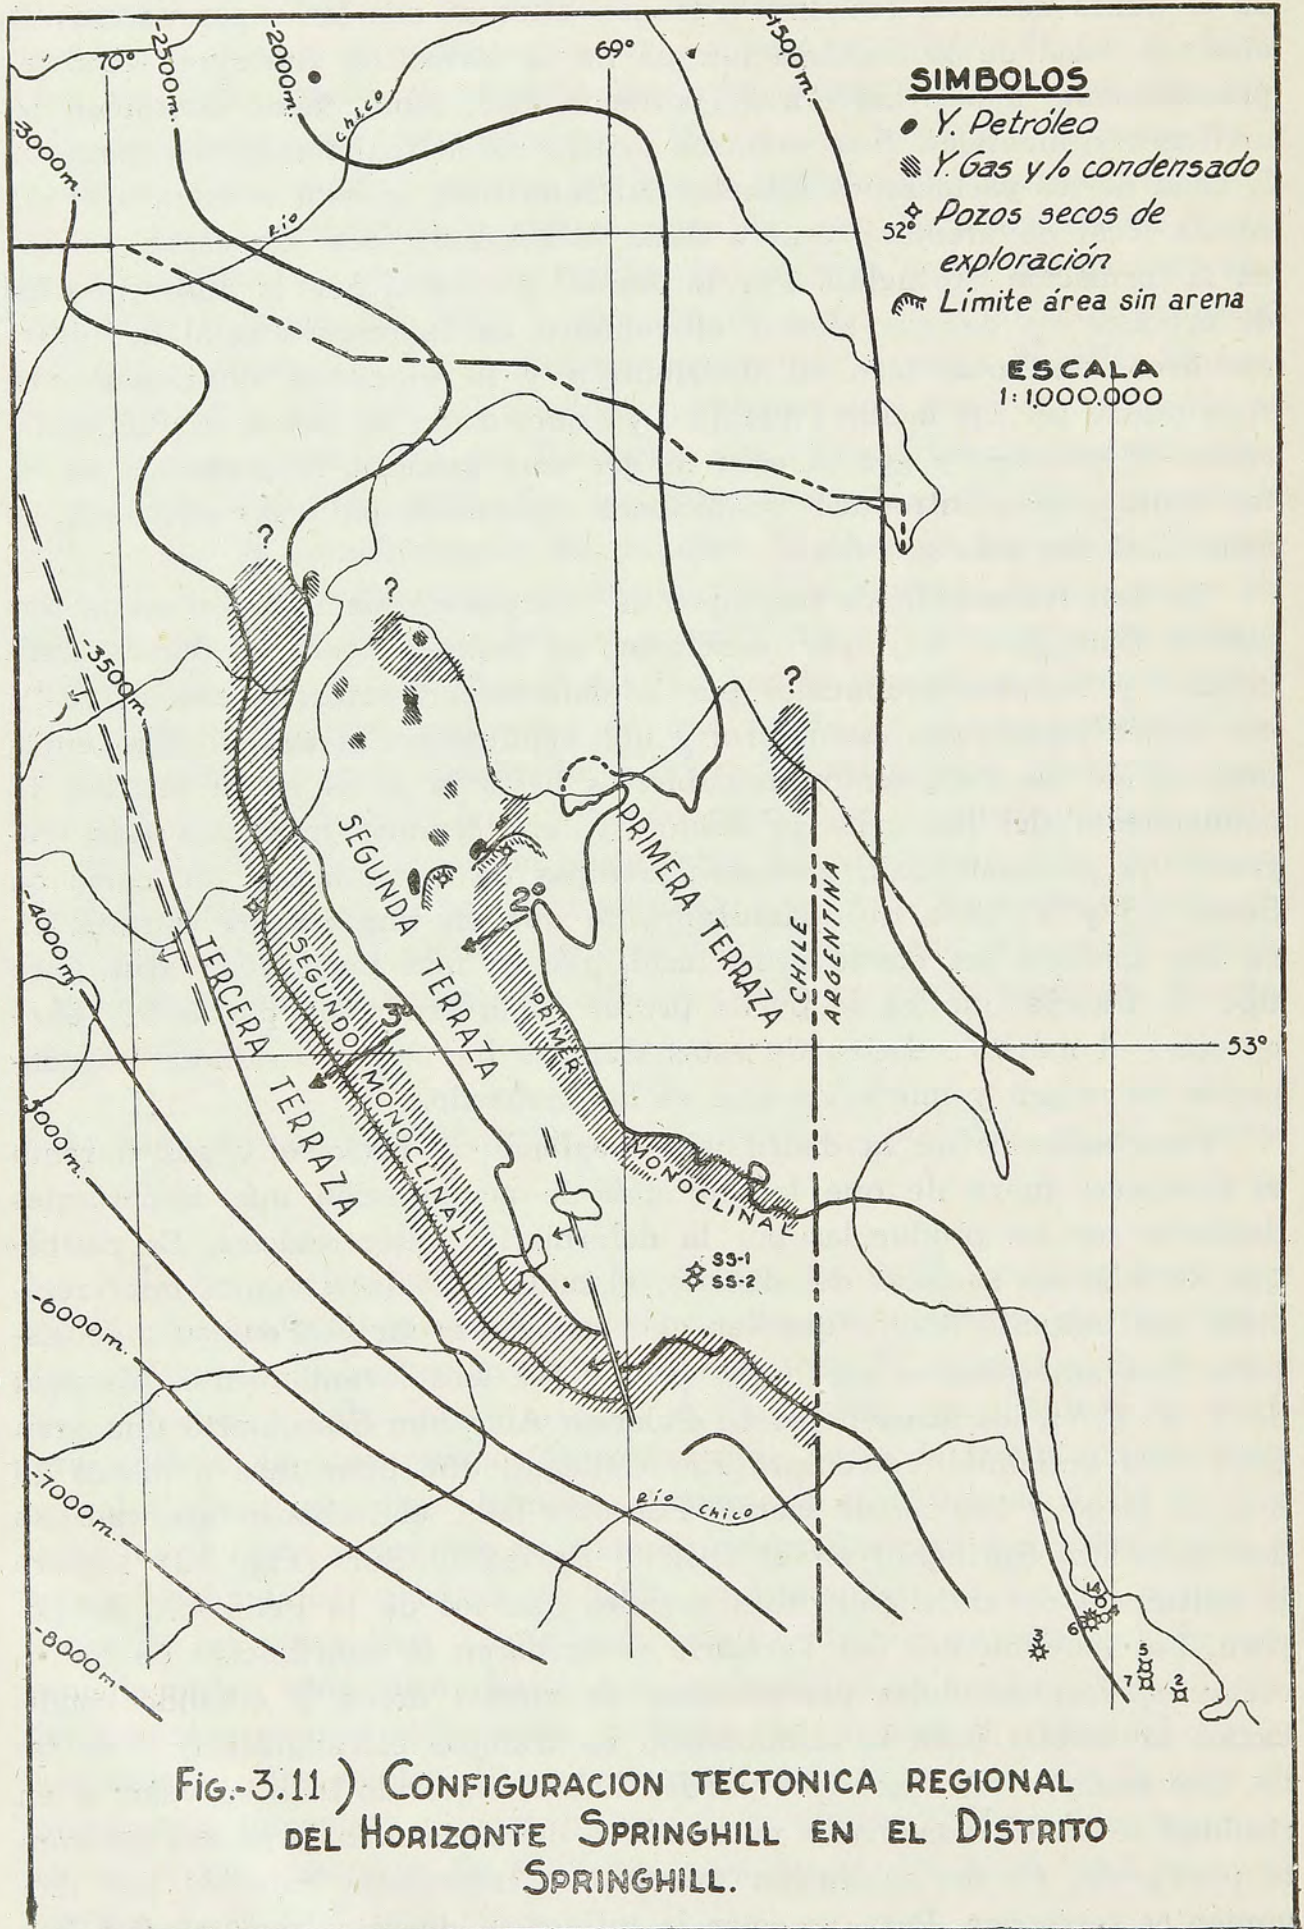 70°
-2500m.
-2000m.
69°
-1500m.
-3000m.
Río Chico
SIMBOLOS
Y. Petróleo
Y. Gas y/o condensado
52°
Pozos secos de
exploración
Límite área sin arena
ESCALA
1:1,000.000
?
?
?
-3500m.
SEGUNDA TERRAZA
PRIMERA TERRAZA
CHILE
ARGENTINA
2°
-4000m.
TERCERA TERRAZA
SEGUNDO MONOCLINAL
PRIMER MONOCLINAL
53°
-5000m.
SS-1
SS-2
-6000m.
-7000m.
Río Chico
-8000m
3
6
4
5
7
2
FIG.-3.11) CONFIGURACION TECTONICA REGIONAL
DEL HORIZONTE SPRINGHILL EN EL DISTRITO
SPRINGHILL.